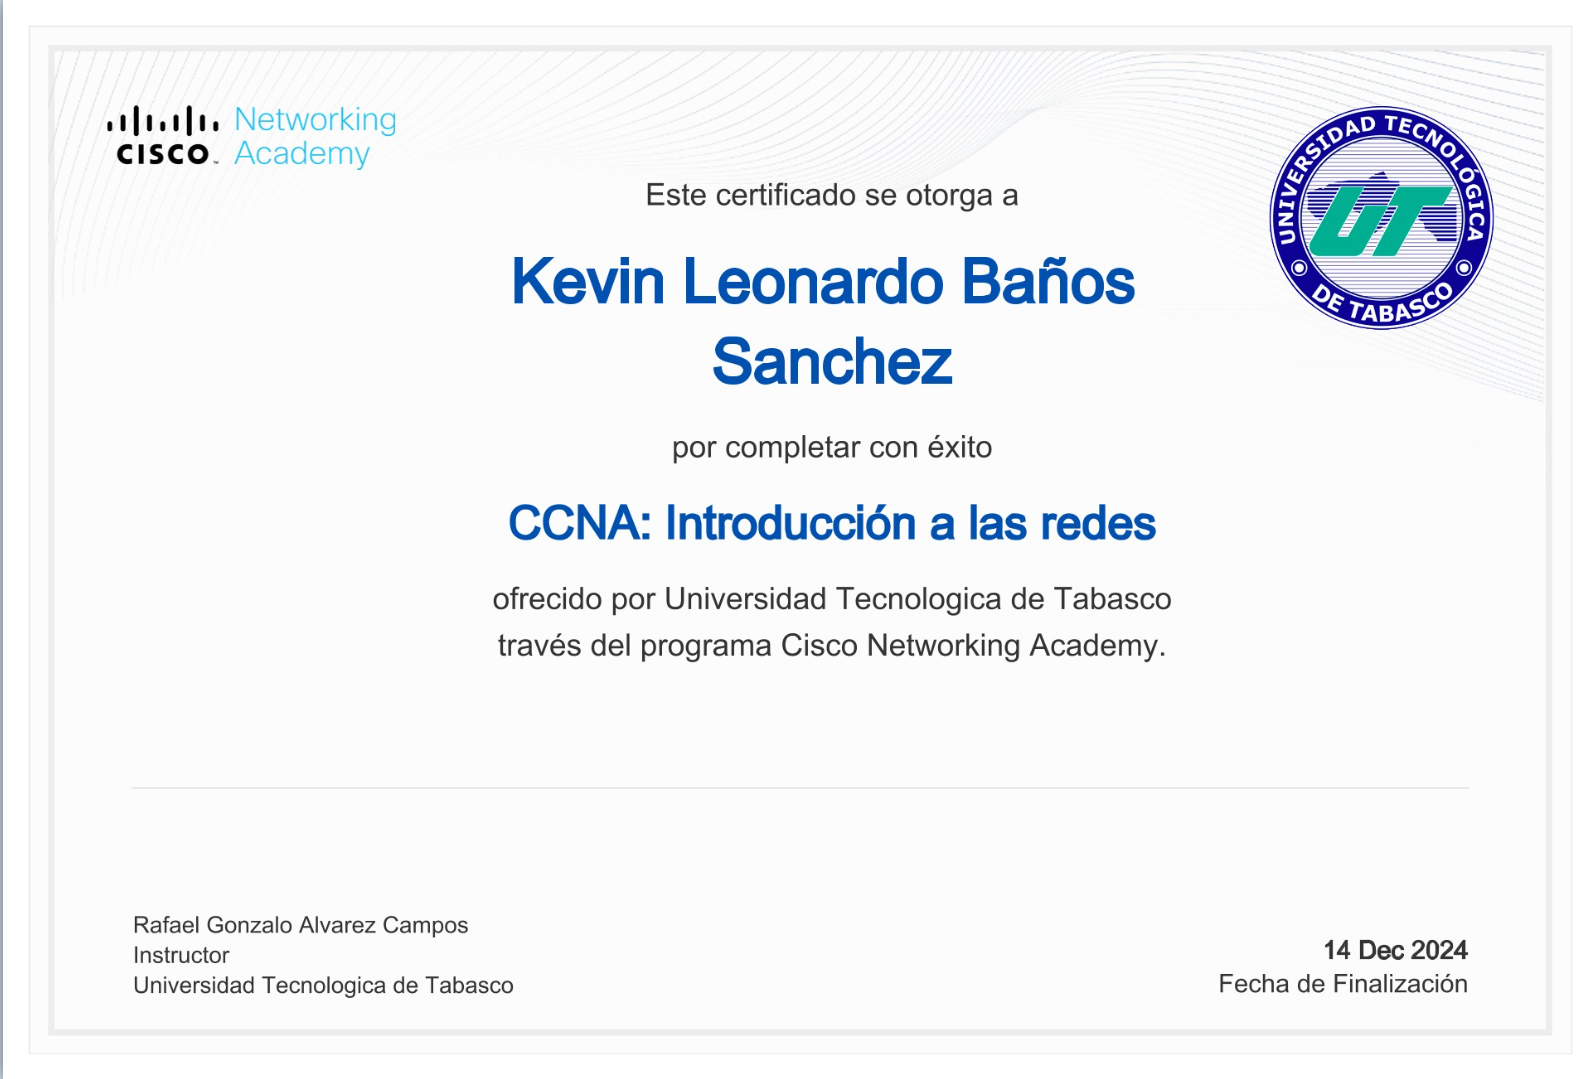 CISCO
Networking
Academy
UNIVERSIDAD TECNOLÓGICA
DE TABASCO
UT
Este certificado se otorga a
Kevin Leonardo Baños
Sanchez
por completar con éxito
CCNA: Introducción a las redes
ofrecido por Universidad Tecnologica de Tabasco
través del programa Cisco Networking Academy.
Rafael Gonzalo Alvarez Campos
Instructor
Universidad Tecnologica de Tabasco
14 Dec 2024
Fecha de Finalización